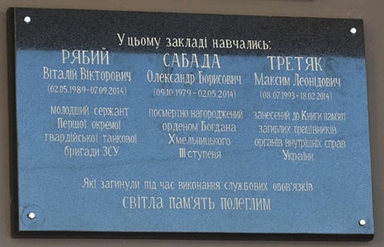 У цьому закладі навчались:
РЯБИЙ
Віталій Вікторович
(02.05.1989-07.09.2014)
молодший сержант
Першої окремої
гвардійської танкової
бригади ЗСУ
САБАДА
Олександр Борисович
(09.10.1979-02.05.2014)
посмертно нагороджений
орденом Богдана
Хмельницького
III ступеня
ТРЕТЯК
Максим Леонідович
(08.07.1993-18.02.2014)
занесений до Книги пам'яті
загиблих працівників
органів внутрішніх справ
України
Які загинули під час виконання службових обов'язків
СВІТЛА ПАМ'ЯТЬ ПОЛЕГЛИМ